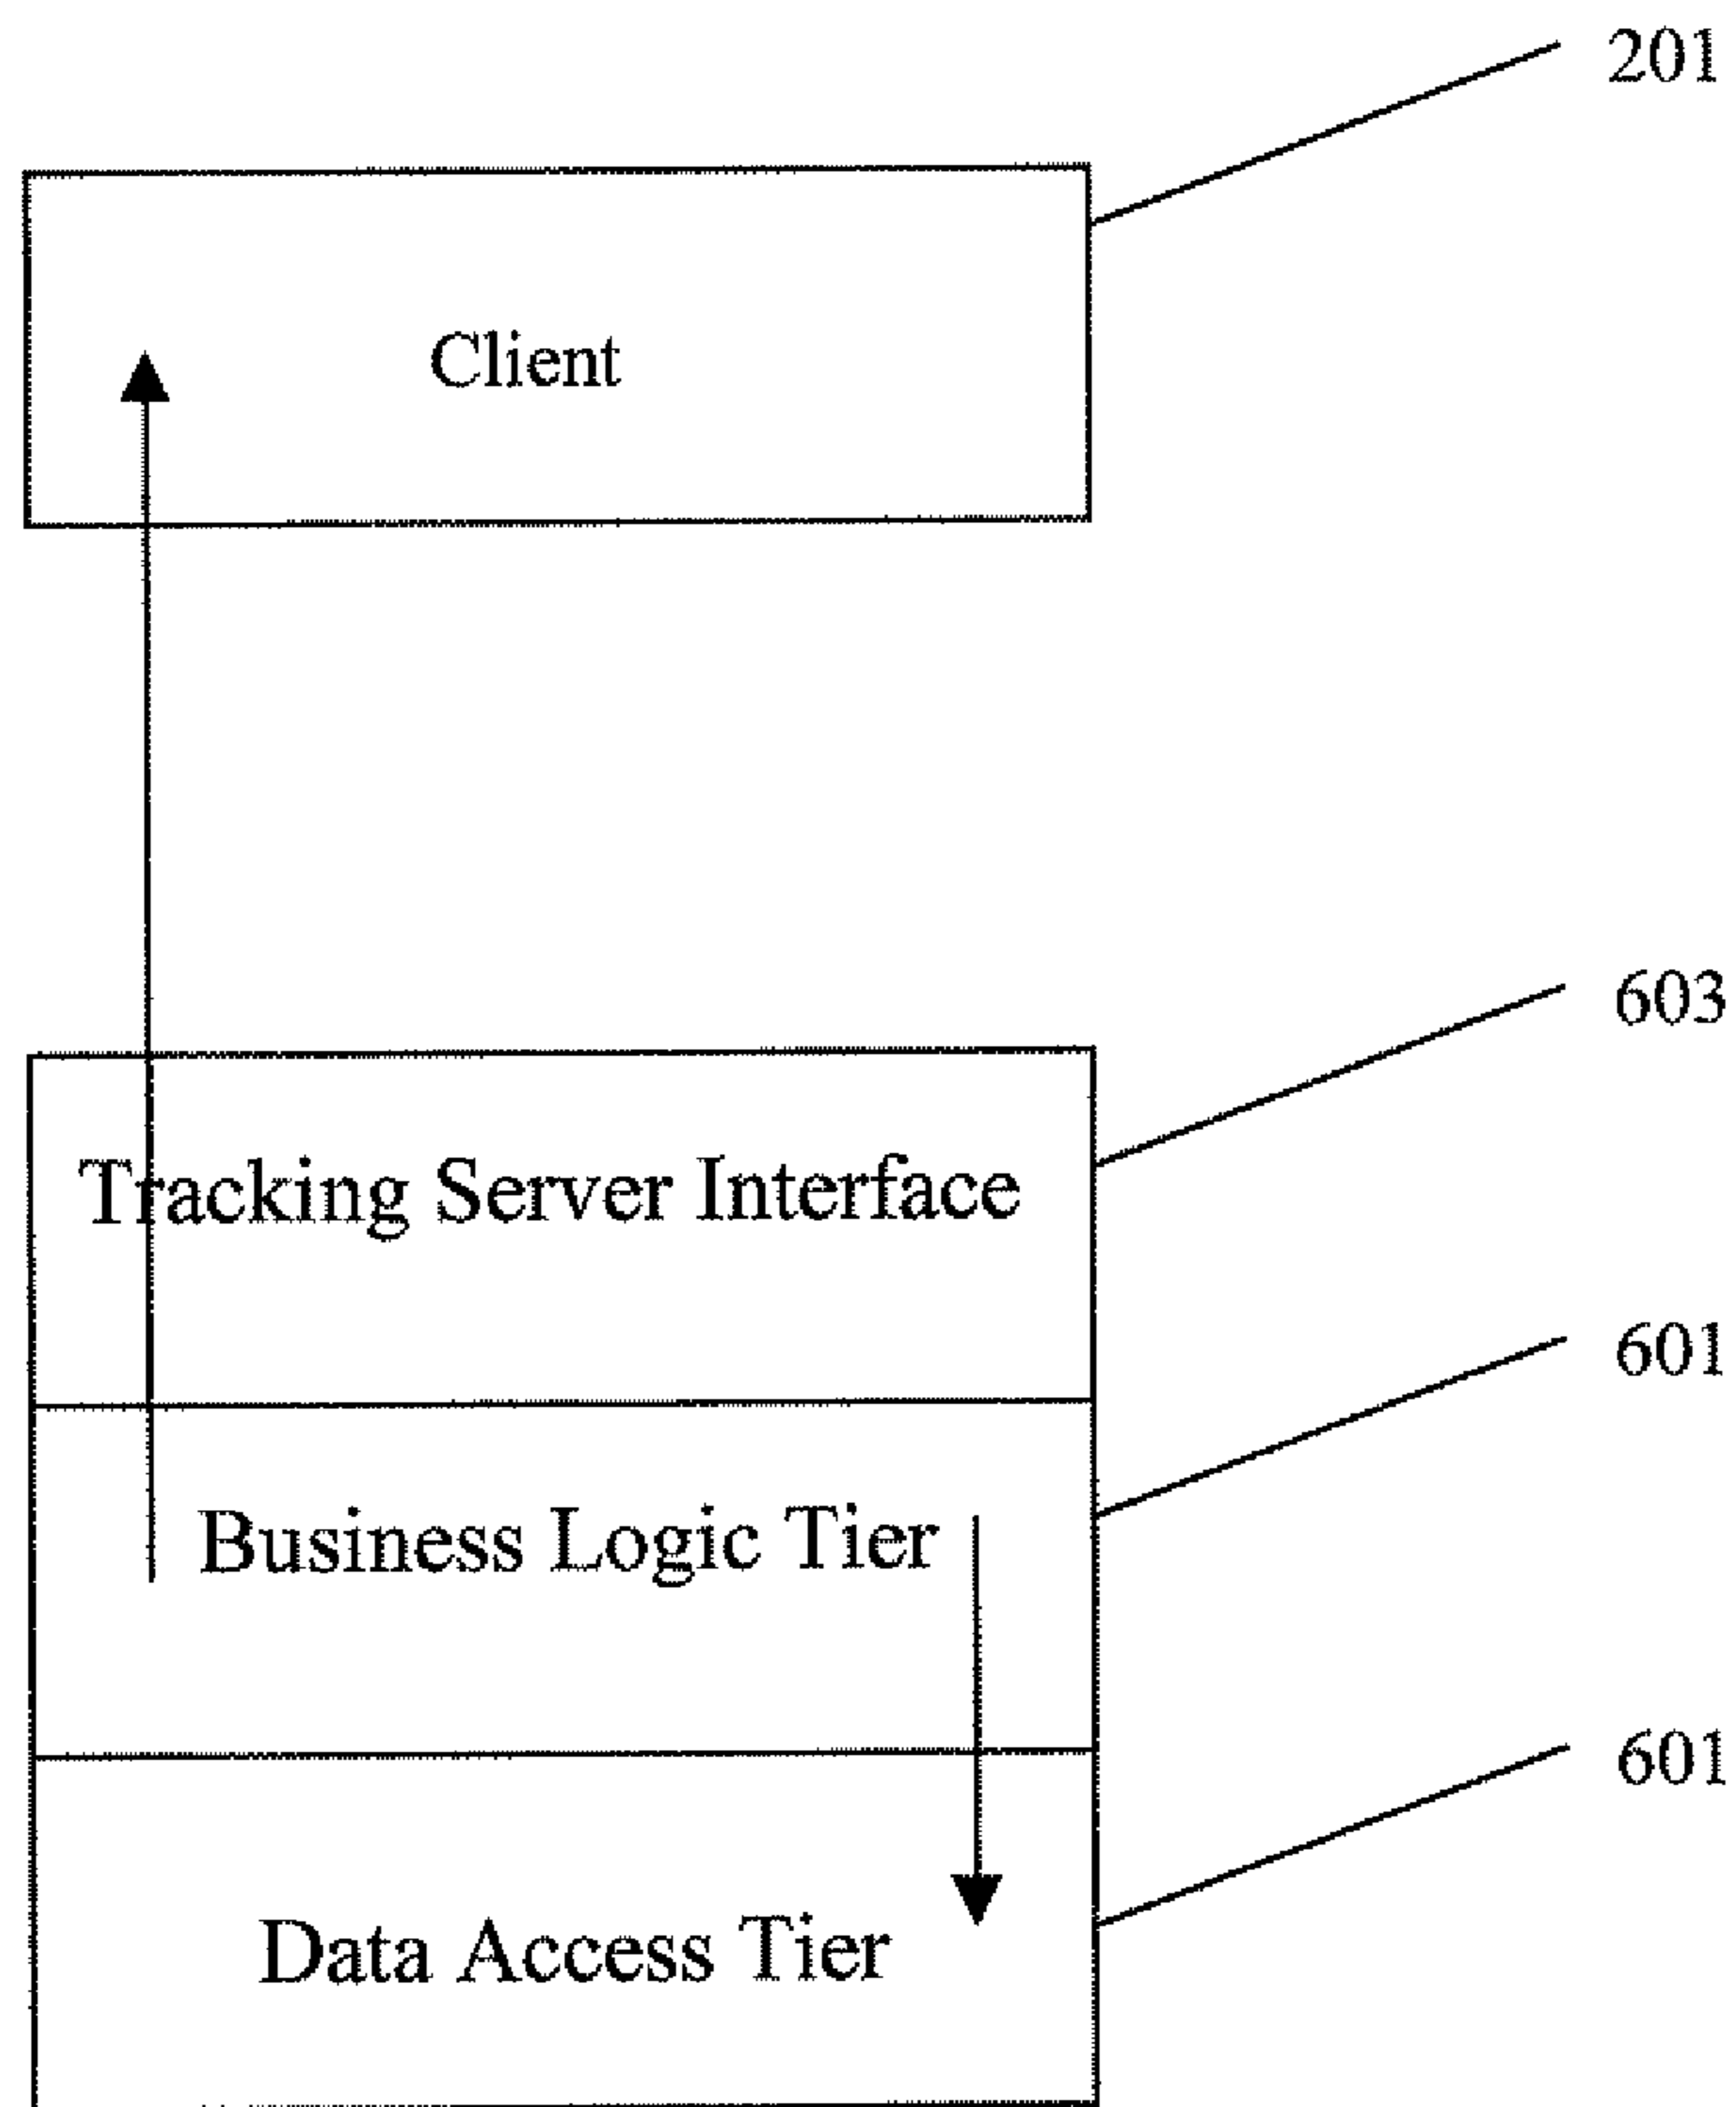 201
Client
603
Tracking Server Interface
601
Business Logic Tier
601
Data Access Tier